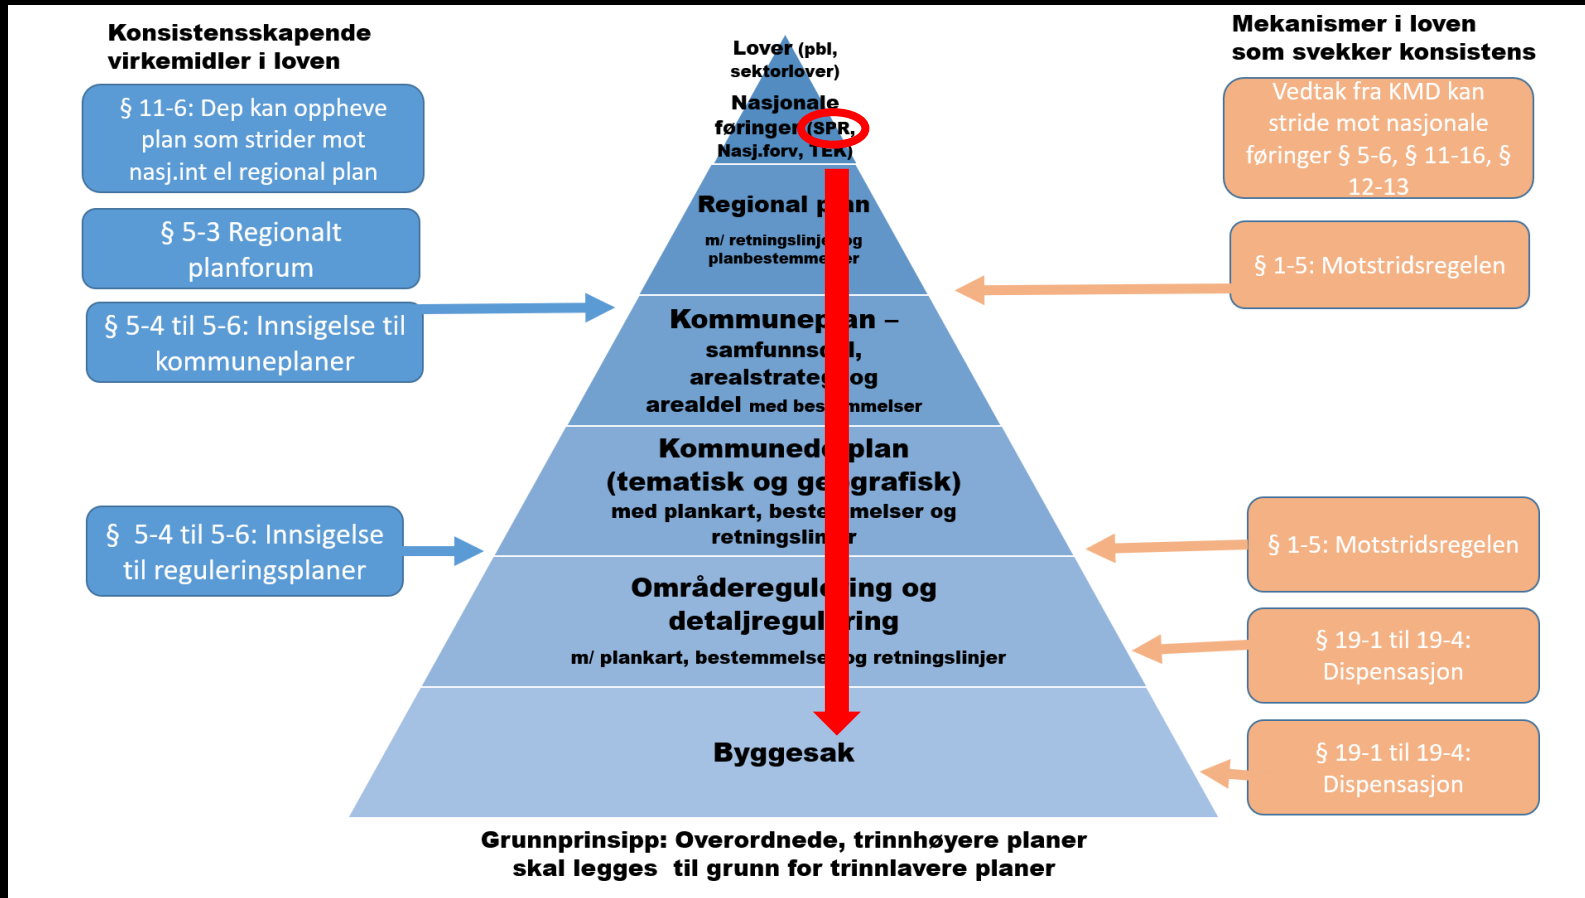 Konsistensskapende
virkemidler i loven
§ 11-6: Dep kan oppheve
plan som strider mot
nasj.int el regional plan
§ 5-3 Regionalt
planforum
§ 5-4 til 5-6: Innsigelse til
kommuneplaner
§  5-4 til 5-6: Innsigelse
til reguleringsplaner
Lover (pbl,
sektorlover)
Nasjonale
føringer (SPR,
Nasj.forv, TEK)
Regional plan
m/ retningslinjer og
planbestemmelser
Kommuneplan –
samfunnsdel,
arealstrategi og
arealdel med bestemmelser
Kommunedelplan
(tematisk og geografisk)
med plankart, bestemmelser og
retningslinjer
Områderegulering og
detaljregulering
m/ plankart, bestemmelser og retningslinjer
Byggesak
Grunnprinsipp: Overordnede, trinnhøyere planer
skal legges  til grunn for trinnlavere planer
Mekanismer i loven
som svekker konsistens
Vedtak fra KMD kan
stride mot nasjonale
føringer § 5-6, § 11-16, §
12-13
§ 1-5: Motstridsregelen
§ 1-5: Motstridsregelen
§ 19-1 til 19-4:
Dispensasjon
§ 19-1 til 19-4:
Dispensasjon